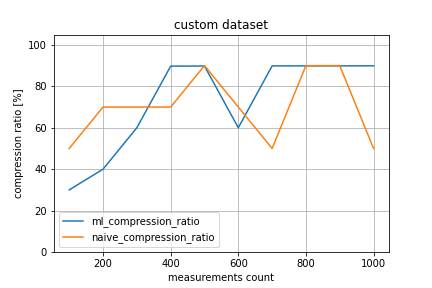 custom dataset
compression ratio [%]
100
80
60
40
20
0
ml_compression_ratio
naive_compression_ratio
200 400 600 800 1000
measurements count